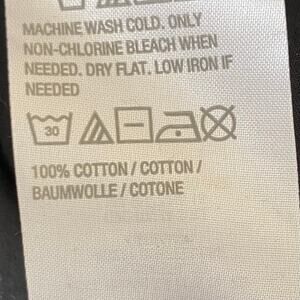 MACHINE WASH COLD. ONLY
NON-CHLORINE BLEACH WHEN
NEEDED. DRY FLAT. LOW IRON IF
NEEDED
30
100% COTTON / COTTON /
BAUMWOLLE / COTONE